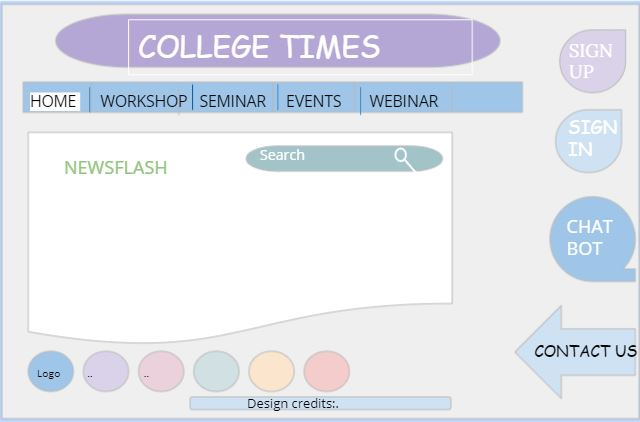 COLLEGE TIMES
SIGN
UP
HOME WORKSHOP SEMINAR EVENTS WEBINAR
SIGN
IN
Search
NEWSFLASH
CHAT
BOT
CONTACT US
Logo .. ..
Design credits:.